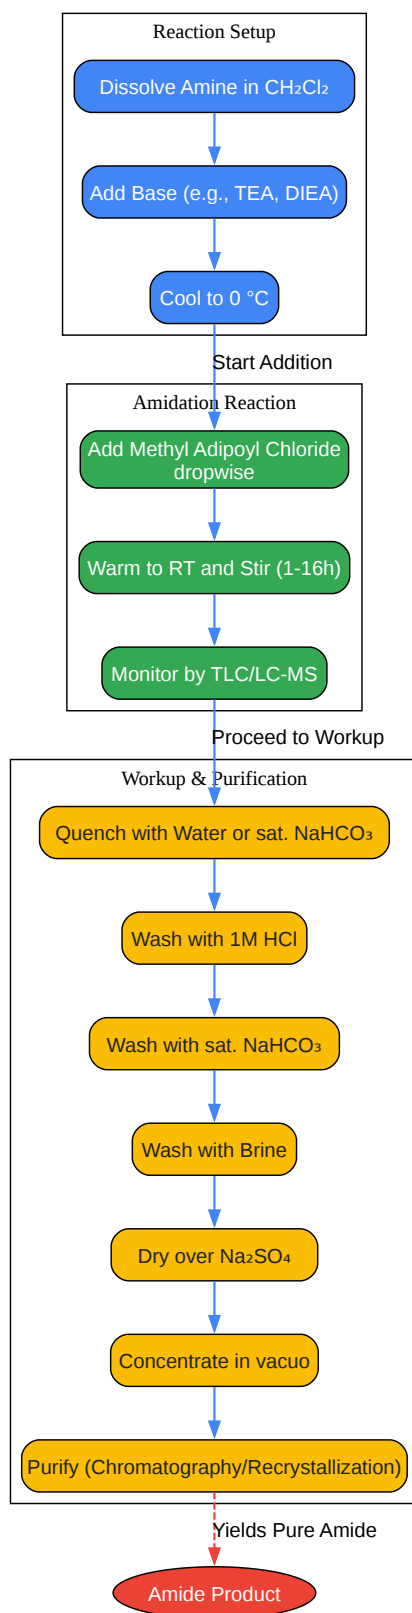 Reaction Setup
Dissolve Amine in CH₂Cl₂
Add Base (e.g., TEA, DIEA)
Cool to 0 °C
Start Addition
Amidation Reaction
Add Methyl Adipoyl Chloride
dropwise
Warm to RT and Stir (1-16h)
Monitor by TLC/LC-MS
Proceed to Workup
Workup & Purification
Quench with Water or sat. NaHCO₃
Wash with 1M HCl
Wash with sat. NaHCO₃
Wash with Brine
Dry over Na₂SO₄
Concentrate in vacuo
Purify (Chromatography/Recrystallization)
Yields Pure Amide
Amide Product